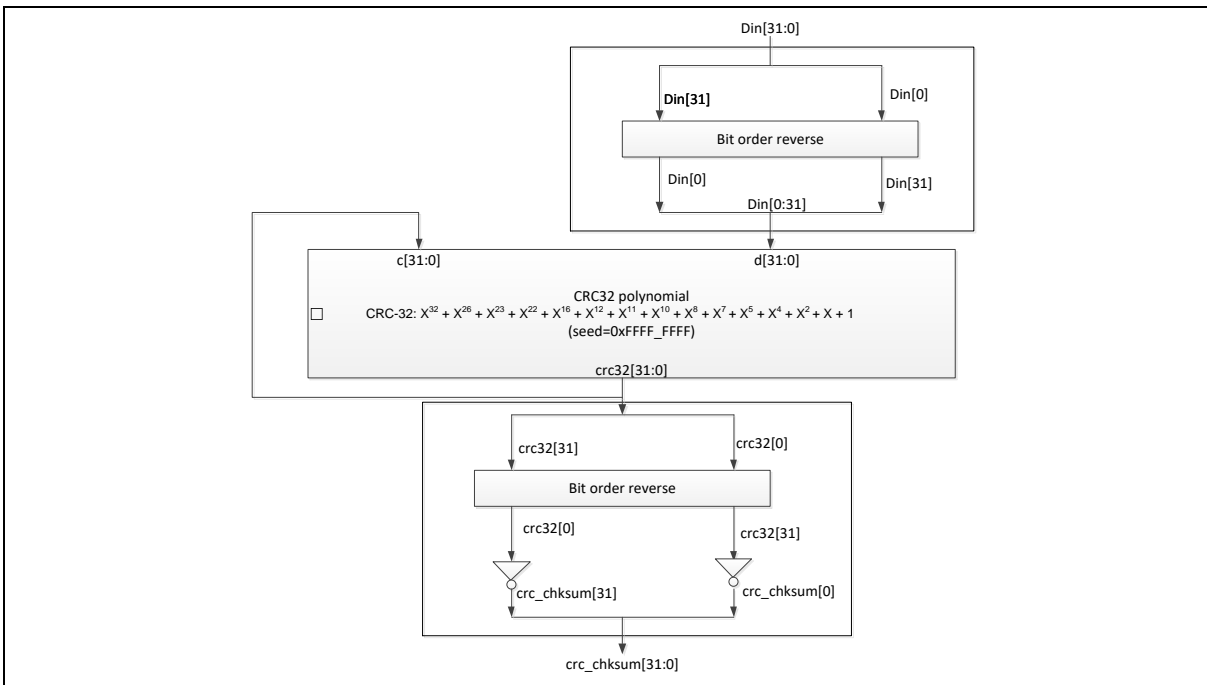 Din[31:0]
Din[31]
Din[0]
Bit order reverse
Din[0]
Din[31]
Din[0:31]
c[31:0]
d[31:0]
CRC32 polynomial
CRC-32: X³² + X²⁶ + X²³ + X²² + X¹⁶ + X¹² + X¹¹ + X¹⁰ + X⁸ + X⁷ + X⁵ + X⁴ + X² + X + 1
(seed=0xFFFF_FFFF)
crc32[31:0]
crc32[31]
crc32[0]
Bit order reverse
crc32[0]
crc32[31]
crc_chksum[31]
crc_chksum[0]
crc_chksum[31:0]